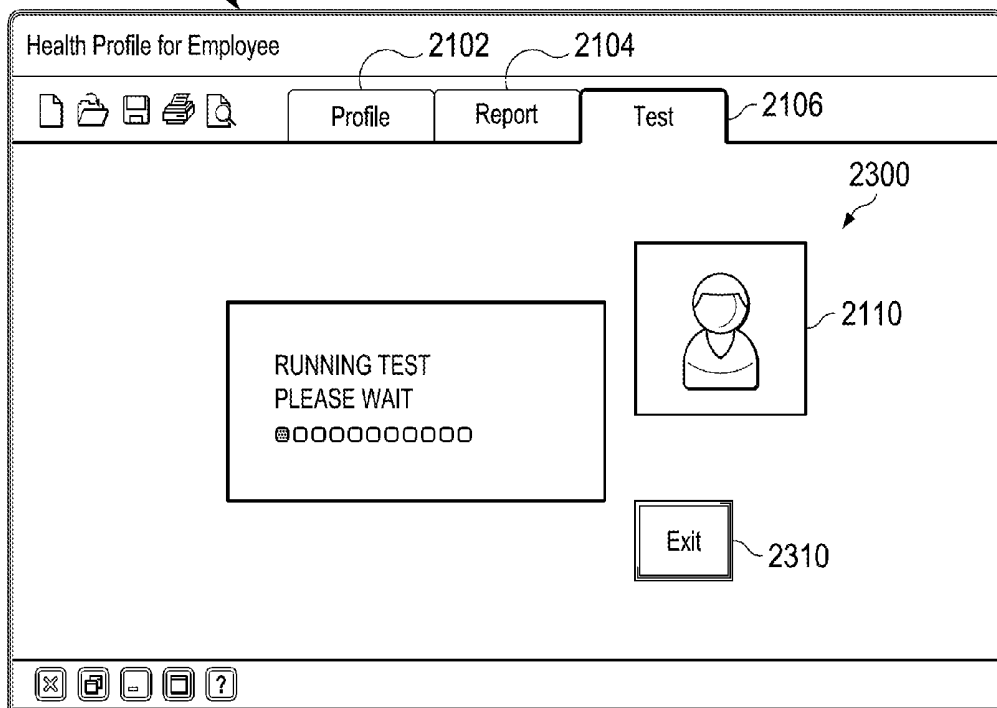 Health Profile for Employee
2102
2104
Profile
Report
Test
2106
2300
2110
RUNNING TEST
PLEASE WAIT
Exit
2310
?